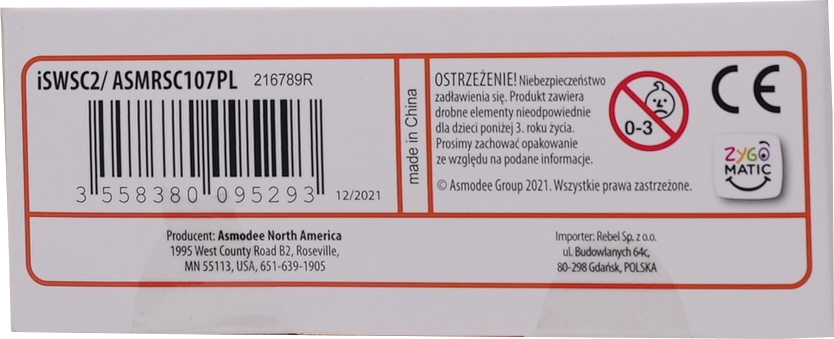 iSWSC2/ ASMRSC107PL 216789R
3 558380 095293
12/2021
made in China
OSTRZEŻENIE! Niebezpieczeństwo
zadławienia się. Produkt zawiera
drobne elementy nieodpowiednie
dla dzieci poniżej 3. roku życia.
Prosimy zachować opakowanie
ze względu na podane informacje.
© Asmodee Group 2021. Wszystkie prawa zastrzeżone.
0-3
CE
ZYGO
MATIC
Producent: Asmodee North America
1995 West County Road B2, Roseville,
MN 55113, USA, 651-639-1905
Importer: Rebel Sp. z o.o.
ul. Budowlanych 64c,
80-298 Gdańsk, POLSKA